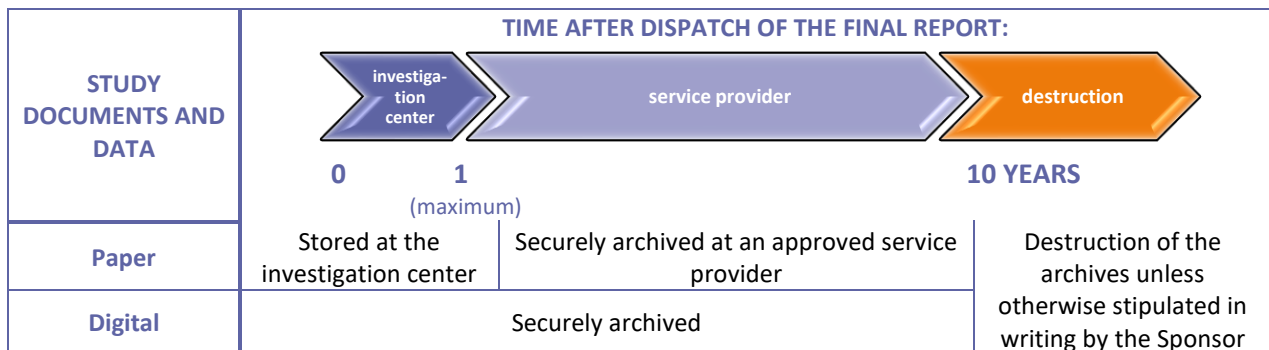 STUDY
DOCUMENTS AND
DATA
TIME AFTER DISPATCH OF THE FINAL REPORT:
investiga-
tion
center
service provider
destruction
0
1
(maximum)
10 YEARS
Paper
Stored at the
investigation center
Securely archived at an approved service
provider
Destruction of the
archives unless
otherwise stipulated in
writing by the Sponsor
Digital
Securely archived